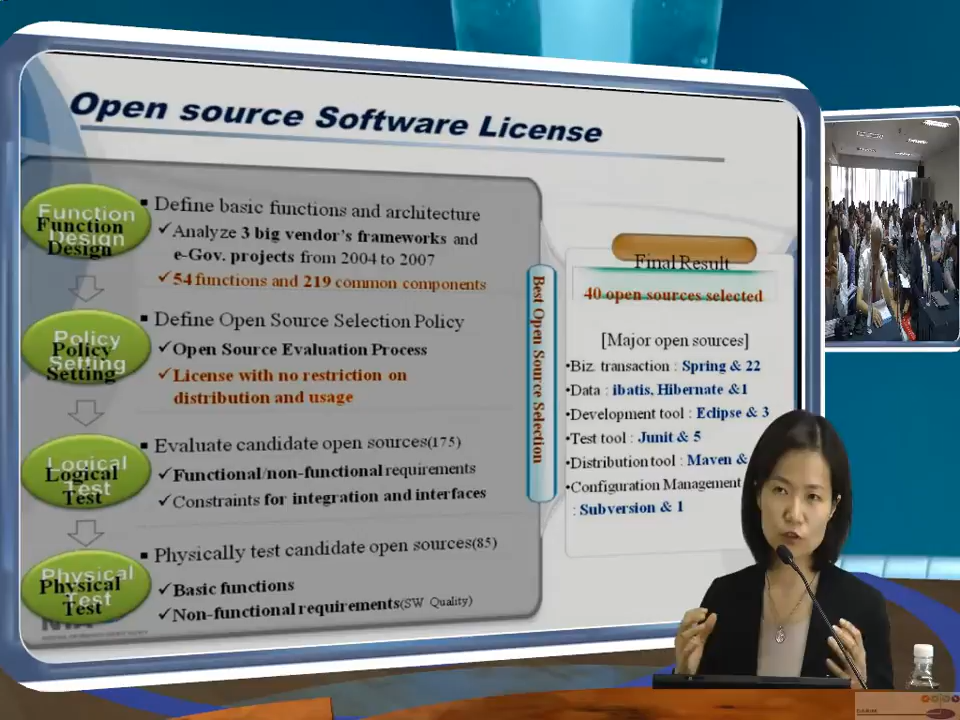 Open source Software License
Function
Design
▪ Define basic functions and architecture
✓Analyze 3 big vendor's frameworks and
e-Gov. projects from 2004 to 2007
✓54 functions and 219 common components
Policy
Setting
▪ Define Open Source Selection Policy
✓Open Source Evaluation Process
✓License with no restriction on
distribution and usage
Logical
Test
▪ Evaluate candidate open sources(175)
✓Functional/non-functional requirements
✓Constraints for integration and interfaces
Physical
Test
▪ Physically test candidate open sources(85)
✓Basic functions
✓Non-functional requirements(SW Quality)
Best Open Source Selection
Final Result
40 open sources selected
[Major open sources]
•Biz. transaction : Spring & 22
•Data : ibatis, Hibernate &1
•Development tool : Eclipse & 3
•Test tool : Junit & 5
•Distribution tool : Maven &
•Configuration Management
: Subversion & 1